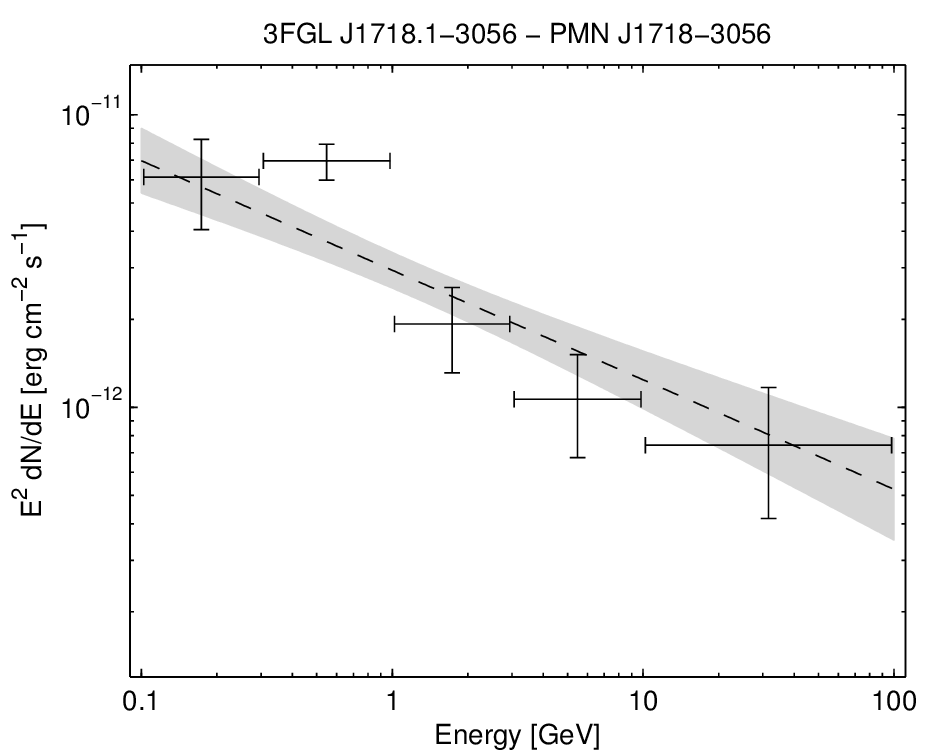 3FGL J1718.1−3056 − PMN J1718−3056
10⁻¹¹
10⁻¹²
E² dN/dE [erg cm⁻² s⁻¹]
0.1 1 10 100
Energy [GeV]